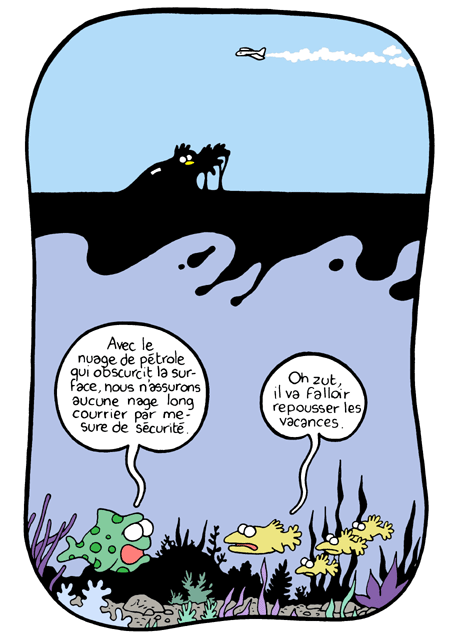 Avec le
nuage de pétrole
qui obscurcit la sur-
face, nous n'assurons
aucune nage long
courrier par me-
sure de sécurité.
Oh zut,
il va falloir
repousser les
vacances.